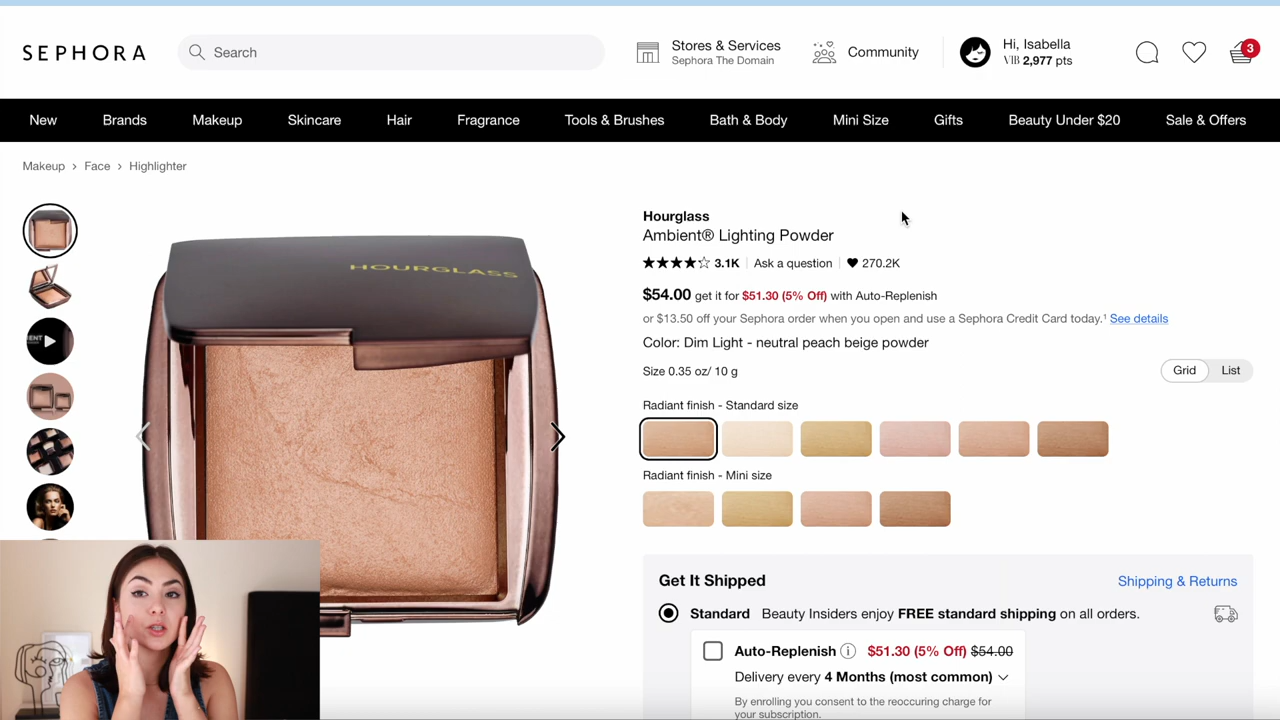 SEPHORA
Search
Stores & Services
Sephora The Domain
Community
Hi, Isabella
VIB 2,977 pts
3
New Brands Makeup Skincare Hair Fragrance Tools & Brushes Bath & Body Mini Size Gifts Beauty Under $20 Sale & Offers
Makeup > Face > Highlighter
HOURGLASS
Hourglass
Ambient® Lighting Powder
3.1K Ask a question 270.2K
$54.00 get it for $51.30 (5% Off) with Auto-Replenish
or $13.50 off your Sephora order when you open and use a Sephora Credit Card today.¹ See details
Color: Dim Light - neutral peach beige powder
Size 0.35 oz/ 10 g
Grid List
Radiant finish - Standard size
Radiant finish - Mini size
Get It Shipped
Shipping & Returns
Standard Beauty Insiders enjoy FREE standard shipping on all orders.
Auto-Replenish $51.30 (5% Off) $54.00
Delivery every 4 Months (most common)
By enrolling you consent to the reoccuring charge for
your subscription.